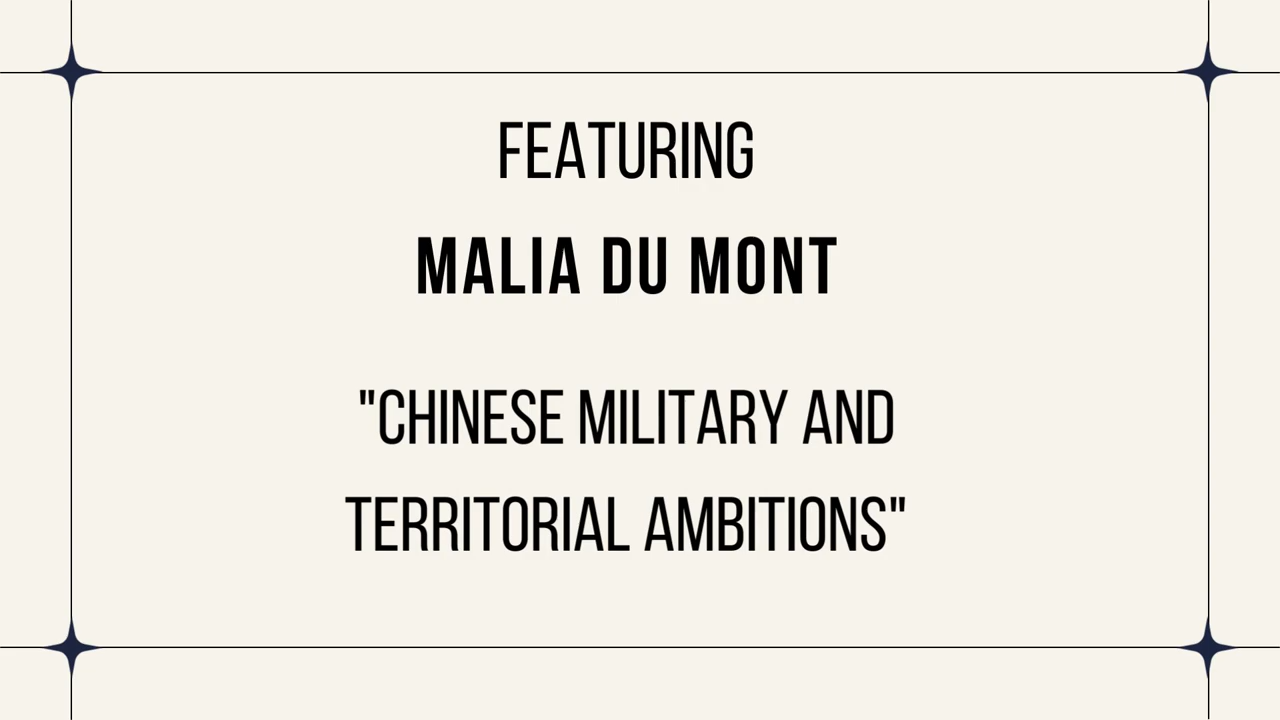 FEATURING
MALIA DU MONT
"CHINESE MILITARY AND
TERRITORIAL AMBITIONS"